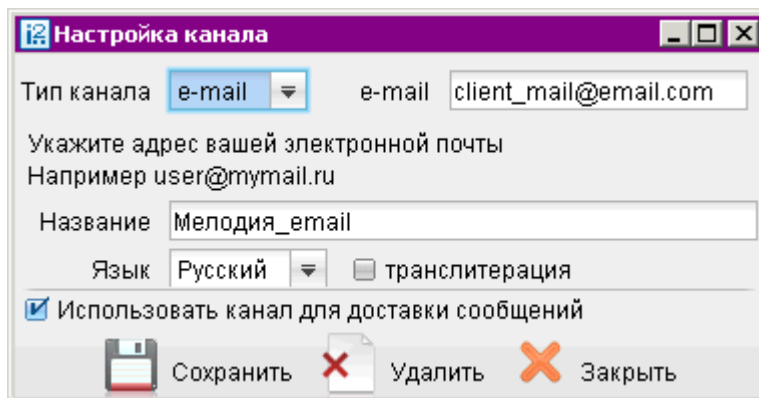 Настройка канала
Тип канала e-mail e-mail client_mail@email.com
Укажите адрес вашей электронной почты
Например user@mymail.ru
Название Мелодия_email
Язык Русский транслитерация
Использовать канал для доставки сообщений
Сохранить Удалить Закрыть